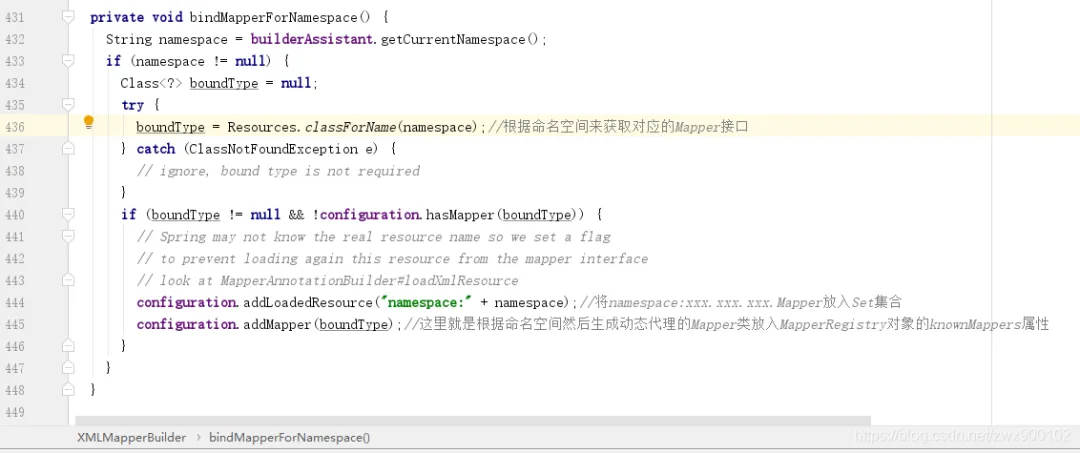 431 private void bindMapperForNamespace() {
432 String namespace = builderAssistant.getCurrentNamespace();
433 if (namespace != null) {
434 Class<?> boundType = null;
435 try {
436 boundType = Resources.classForName(namespace);//根据命名空间来获取对应的Mapper接口
437 } catch (ClassNotFoundException e) {
438 // ignore, bound type is not required
439 }
440 if (boundType != null && !configuration.hasMapper(boundType)) {
441 // Spring may not know the real resource name so we set a flag
442 // to prevent loading again this resource from the mapper interface
443 // look at MapperAnnotationBuilder#loadXmlResource
444 configuration.addLoadedResource("namespace:" + namespace);//将namespace:xxx.xxx.xxx.Mapper放入Set集合
445 configuration.addMapper(boundType);//这里就是根据命名空间然后生成动态代理的Mapper类放入MapperRegistry对象的knownMappers属性
446 }
447 }
448 }
449
XMLMapperBuilder › bindMapperForNamespace()
https://blog.csdn.net/zwx900102